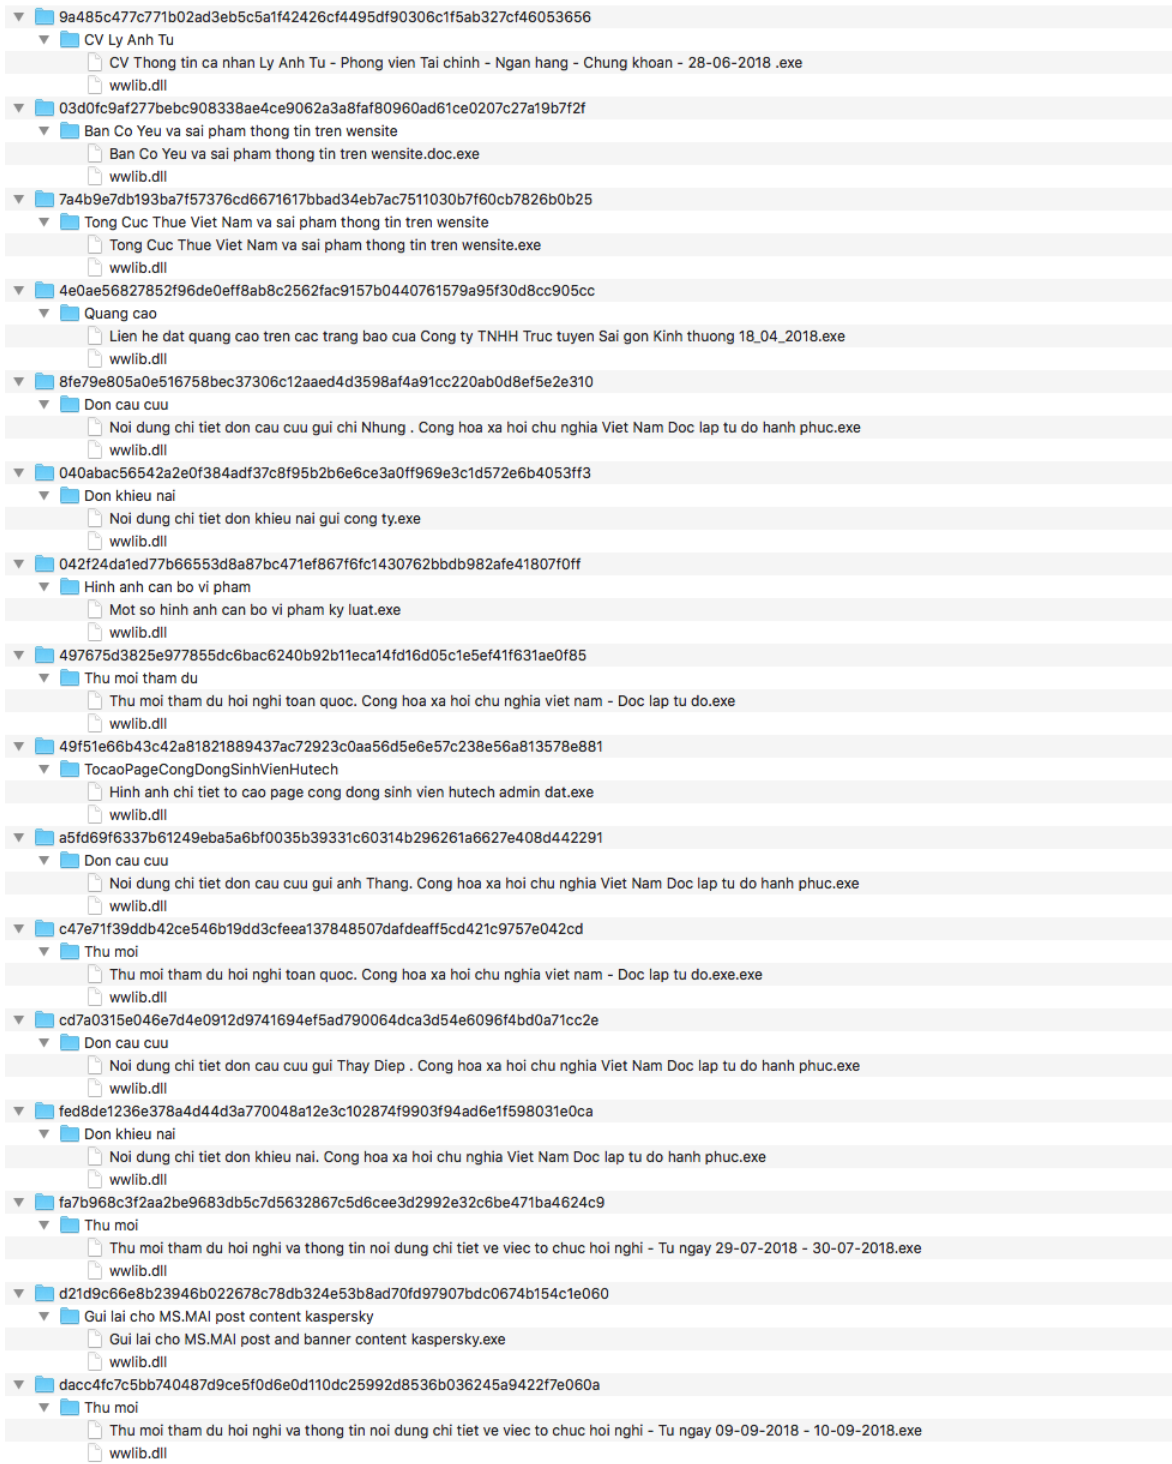 9a485c477c771b02ad3eb5c5a1f42426cf4495df90306c1f5ab327cf46053656
CV Ly Anh Tu
CV Thong tin ca nhan Ly Anh Tu - Phong vien Tai chinh - Ngan hang - Chung khoan - 28-06-2018 .exe
wwlib.dll
03d0fc9af277bebc908338ae4ce9062a3a8faf80960ad61ce0207c27a19b7f2f
Ban Co Yeu va sai pham thong tin tren wensite
Ban Co Yeu va sai pham thong tin tren wensite.doc.exe
wwlib.dll
7a4b9e7db193ba7f57376cd6671617bbad34eb7ac7511030b7f60cb7826b0b25
Tong Cuc Thue Viet Nam va sai pham thong tin tren wensite
Tong Cuc Thue Viet Nam va sai pham thong tin tren wensite.exe
wwlib.dll
4e0ae56827852f96de0eff8ab8c2562fac9157b0440761579a95f30d8cc905cc
Quang cao
Lien he dat quang cao tren cac trang bao cua Cong ty TNHH Truc tuyen Sai gon Kinh thuong 18_04_2018.exe
wwlib.dll
8fe79e805a0e516758bec37306c12aaed4d3598af4a91cc220ab0d8ef5e2e310
Don cau cuu
Noi dung chi tiet don cau cuu gui chi Nhung . Cong hoa xa hoi chu nghia Viet Nam Doc lap tu do hanh phuc.exe
wwlib.dll
040abac56542a2e0f384adf37c8f95b2b6e6ce3a0ff969e3c1d572e6b4053ff3
Don khieu nai
Noi dung chi tiet don khieu nai gui cong ty.exe
wwlib.dll
042f24da1ed77b66553d8a87bc471ef867f6fc1430762bbdb982afe41807f0ff
Hinh anh can bo vi pham
Mot so hinh anh can bo vi pham ky luat.exe
wwlib.dll
497675d3825e977855dc6bac6240b92b11eca14fd16d05c1e5ef41f631ae0f85
Thu moi tham du
Thu moi tham du hoi nghi toan quoc. Cong hoa xa hoi chu nghia viet nam - Doc lap tu do.exe
wwlib.dll
49f51e66b43c42a81821889437ac72923c0aa56d5e6e57c238e56a813578e881
TocaoPageCongDongSinhVienHutech
Hinh anh chi tiet to cao page cong dong sinh vien hutech admin dat.exe
wwlib.dll
a5fd69f6337b61249eba5a6bf0035b39331c60314b296261a6627e408d442291
Don cau cuu
Noi dung chi tiet don cau cuu gui anh Thang. Cong hoa xa hoi chu nghia Viet Nam Doc lap tu do hanh phuc.exe
wwlib.dll
c47e71f39ddb42ce546b19dd3cfeea137848507dafdeaff5cd421c9757e042cd
Thu moi
Thu moi tham du hoi nghi toan quoc. Cong hoa xa hoi chu nghia viet nam - Doc lap tu do.exe.exe
wwlib.dll
cd7a0315e046e7d4e0912d9741694ef5ad790064dca3d54e6096f4bd0a71cc2e
Don cau cuu
Noi dung chi tiet don cau cuu gui Thay Diep . Cong hoa xa hoi chu nghia Viet Nam Doc lap tu do hanh phuc.exe
wwlib.dll
fed8de1236e378a4d44d3a770048a12e3c102874f9903f94ad6e1f598031e0ca
Don khieu nai
Noi dung chi tiet don khieu nai. Cong hoa xa hoi chu nghia Viet Nam Doc lap tu do hanh phuc.exe
wwlib.dll
fa7b968c3f2aa2be9683db5c7d5632867c5d6cee3d2992e32c6be471ba4624c9
Thu moi
Thu moi tham du hoi nghi va thong tin noi dung chi tiet ve viec to chuc hoi nghi - Tu ngay 29-07-2018 - 30-07-2018.exe
wwlib.dll
d21d9c66e8b23946b022678c78db324e53b8ad70fd97907bdc0674b154c1e060
Gui lai cho MS.MAI post content kaspersky
Gui lai cho MS.MAI post and banner content kaspersky.exe
wwlib.dll
dacc4fc7c5bb740487d9ce5f0d6e0d110dc25992d8536b036245a9422f7e060a
Thu moi
Thu moi tham du hoi nghi va thong tin noi dung chi tiet ve viec to chuc hoi nghi - Tu ngay 09-09-2018 - 10-09-2018.exe
wwlib.dll